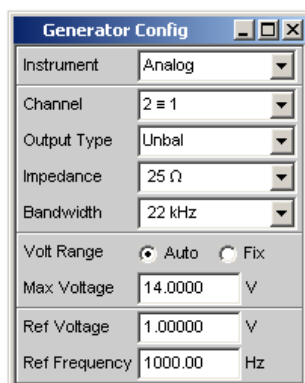 Generator Config
Instrument Analog
Channel 2 ≡ 1
Output Type Unbal
Impedance 25 Ω
Bandwidth 22 kHz
Volt Range Auto Fix
Max Voltage 14.0000 V
Ref Voltage 1.00000 V
Ref Frequency 1000.00 Hz